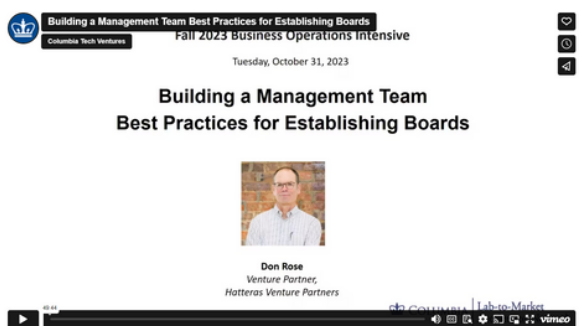 Building a Management Team Best Practices for Establishing Boards
Columbia Tech Ventures
Fall 2023 Business Operations Intensive
Tuesday, October 31, 2023
Building a Management Team
Best Practices for Establishing Boards
Don Rose
Venture Partner,
Hatteras Venture Partners
COLUMBIA Lab-to-Market
49:44
vimeo